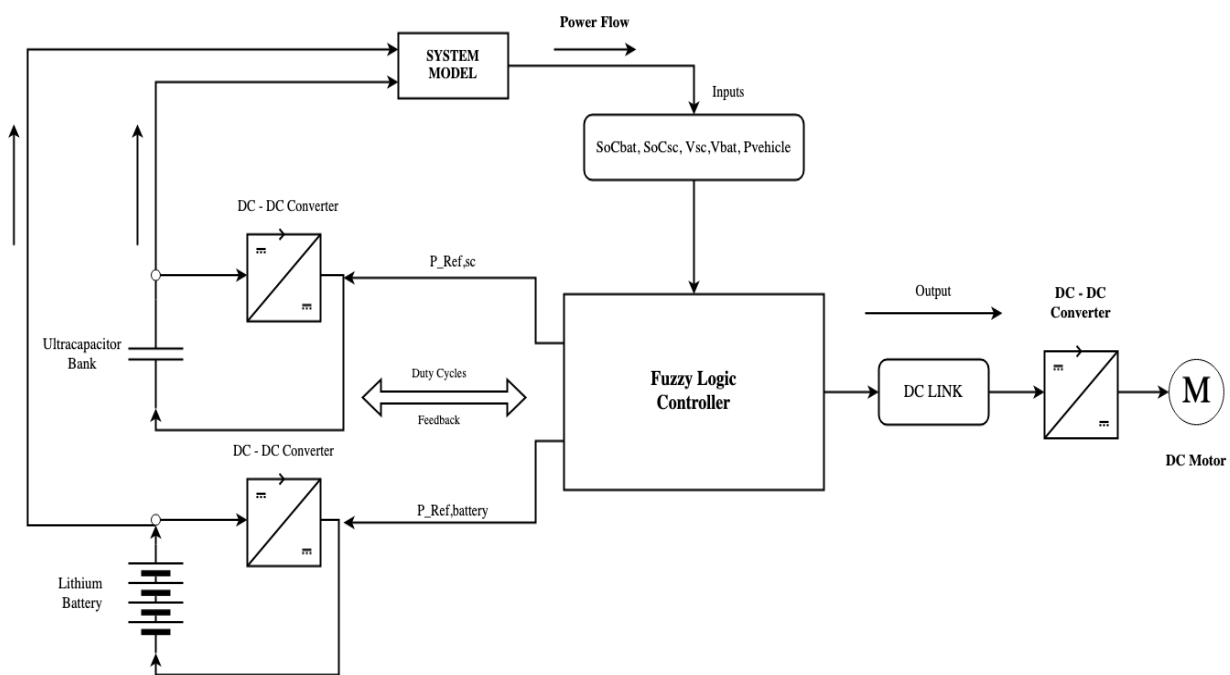 Power Flow
SYSTEM
MODEL
Inputs
SoCbat, SoCsc, Vsc,Vbat, Pvehicle
DC - DC Converter
P_Ref,sc
Output
DC - DC
Converter
Ultracapacitor
Bank
Duty Cycles
Feedback
Fuzzy Logic
Controller
DC LINK
M
DC Motor
DC - DC Converter
P_Ref,battery
Lithium
Battery